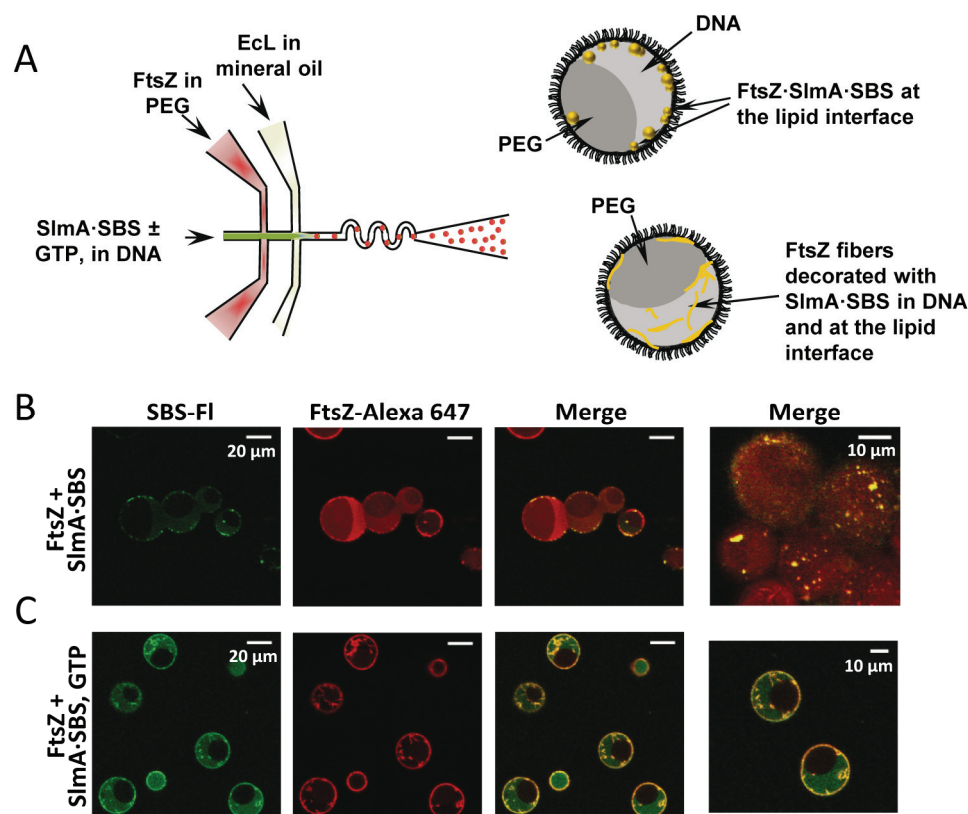 A
EcL in
mineral oil
FtsZ in
PEG
SlmA·SBS ±
GTP, in DNA
DNA
FtsZ·SlmA·SBS at
the lipid interface
PEG
PEG
FtsZ fibers
decorated with
SlmA·SBS in DNA
and at the lipid
interface
B
SBS-Fl
FtsZ-Alexa 647
Merge
Merge
FtsZ +
SlmA·SBS
20 µm
10 µm
C
FtsZ +
SlmA·SBS, GTP
20 µm
10 µm